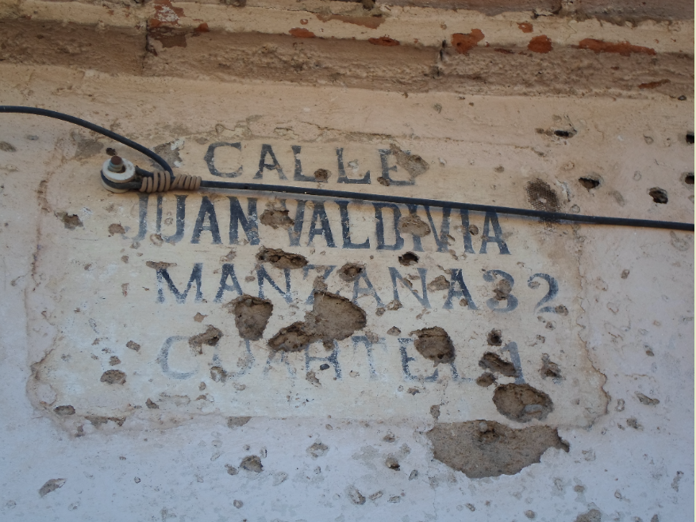 CALLE
JUAN VALDIVIA
MANZANA 32
CUARTEL 1